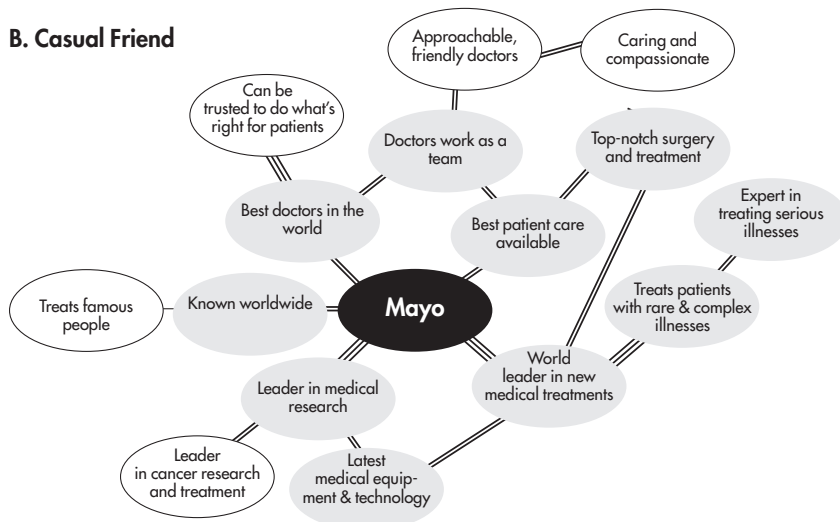 B. Casual Friend
Approachable,
friendly doctors
Caring and
compassionate
Can be
trusted to do what's
right for patients
Doctors work as a
team
Top-notch surgery
and treatment
Best doctors in the
world
Best patient care
available
Expert in
treating serious
illnesses
Treats famous
people
Known worldwide
Mayo
Treats patients
with rare & complex
illnesses
Leader in medical
research
World
leader in new
medical treatments
Leader
in cancer research
and treatment
Latest
medical equip-
ment & technology